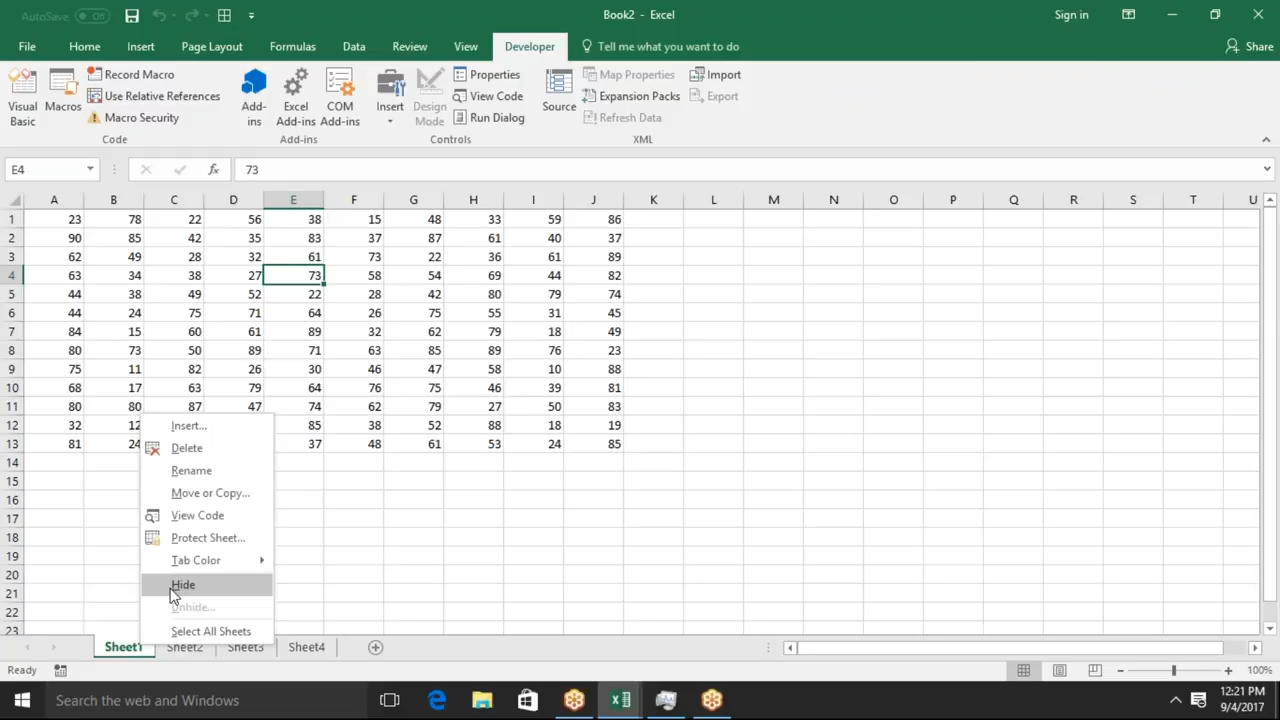 AutoSave Off Book2 - Excel Sign in
File Home Insert Page Layout Formulas Data Review View Developer Tell me what you want to do Share
Visual Basic
Macros
Record Macro
Use Relative References
Macro Security
Code
Add-ins
Excel Add-ins
COM Add-ins
Add-ins
Insert
Design Mode
Properties
View Code
Run Dialog
Controls
Source
Map Properties
Expansion Packs
Refresh Data
Import
Export
XML
E4 fx 73
A B C D E F G H I J K L M N O P Q R S T U
1 23 78 22 56 38 15 48 33 59 86
2 90 85 42 35 83 37 87 61 40 37
3 62 49 28 32 61 73 22 36 61 89
4 63 34 38 27 73 58 54 69 44 82
5 44 38 49 52 22 28 42 80 79 74
6 44 24 75 71 64 26 75 55 31 45
7 84 15 60 61 89 32 62 79 18 49
8 80 73 50 89 71 63 85 89 76 23
9 75 11 82 26 30 46 47 58 10 88
10 68 17 63 79 64 76 75 46 39 81
11 80 80 87 47 74 62 79 27 50 83
12 32 12 85 38 52 88 18 19
13 81 24 37 48 61 53 24 85
14
15
16
17
18
19
20
21
22
23
Insert...
Delete
Rename
Move or Copy...
View Code
Protect Sheet...
Tab Color
Hide
Unhide...
Select All Sheets
Sheet1 Sheet2 Sheet3 Sheet4
Ready 100%
Search the web and Windows
12:21 PM
9/4/2017